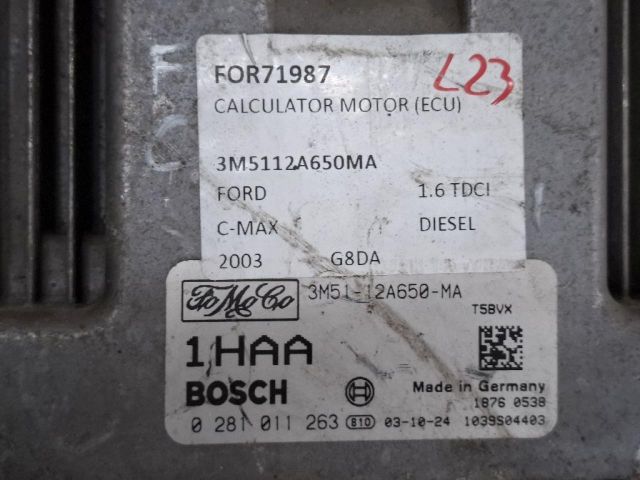 FOR71987
L23
CALCULATOR MOTOR (ECU)
3M5112A650MA
FORD 1.6 TDCI
C-MAX DIESEL
2003 G8DA
FoMoCo 3M51-12A650-MA
T5BVX
1HAA
BOSCH Made in Germany
1876 0538
0 281 011 263 810 03-10-24 1039S04403